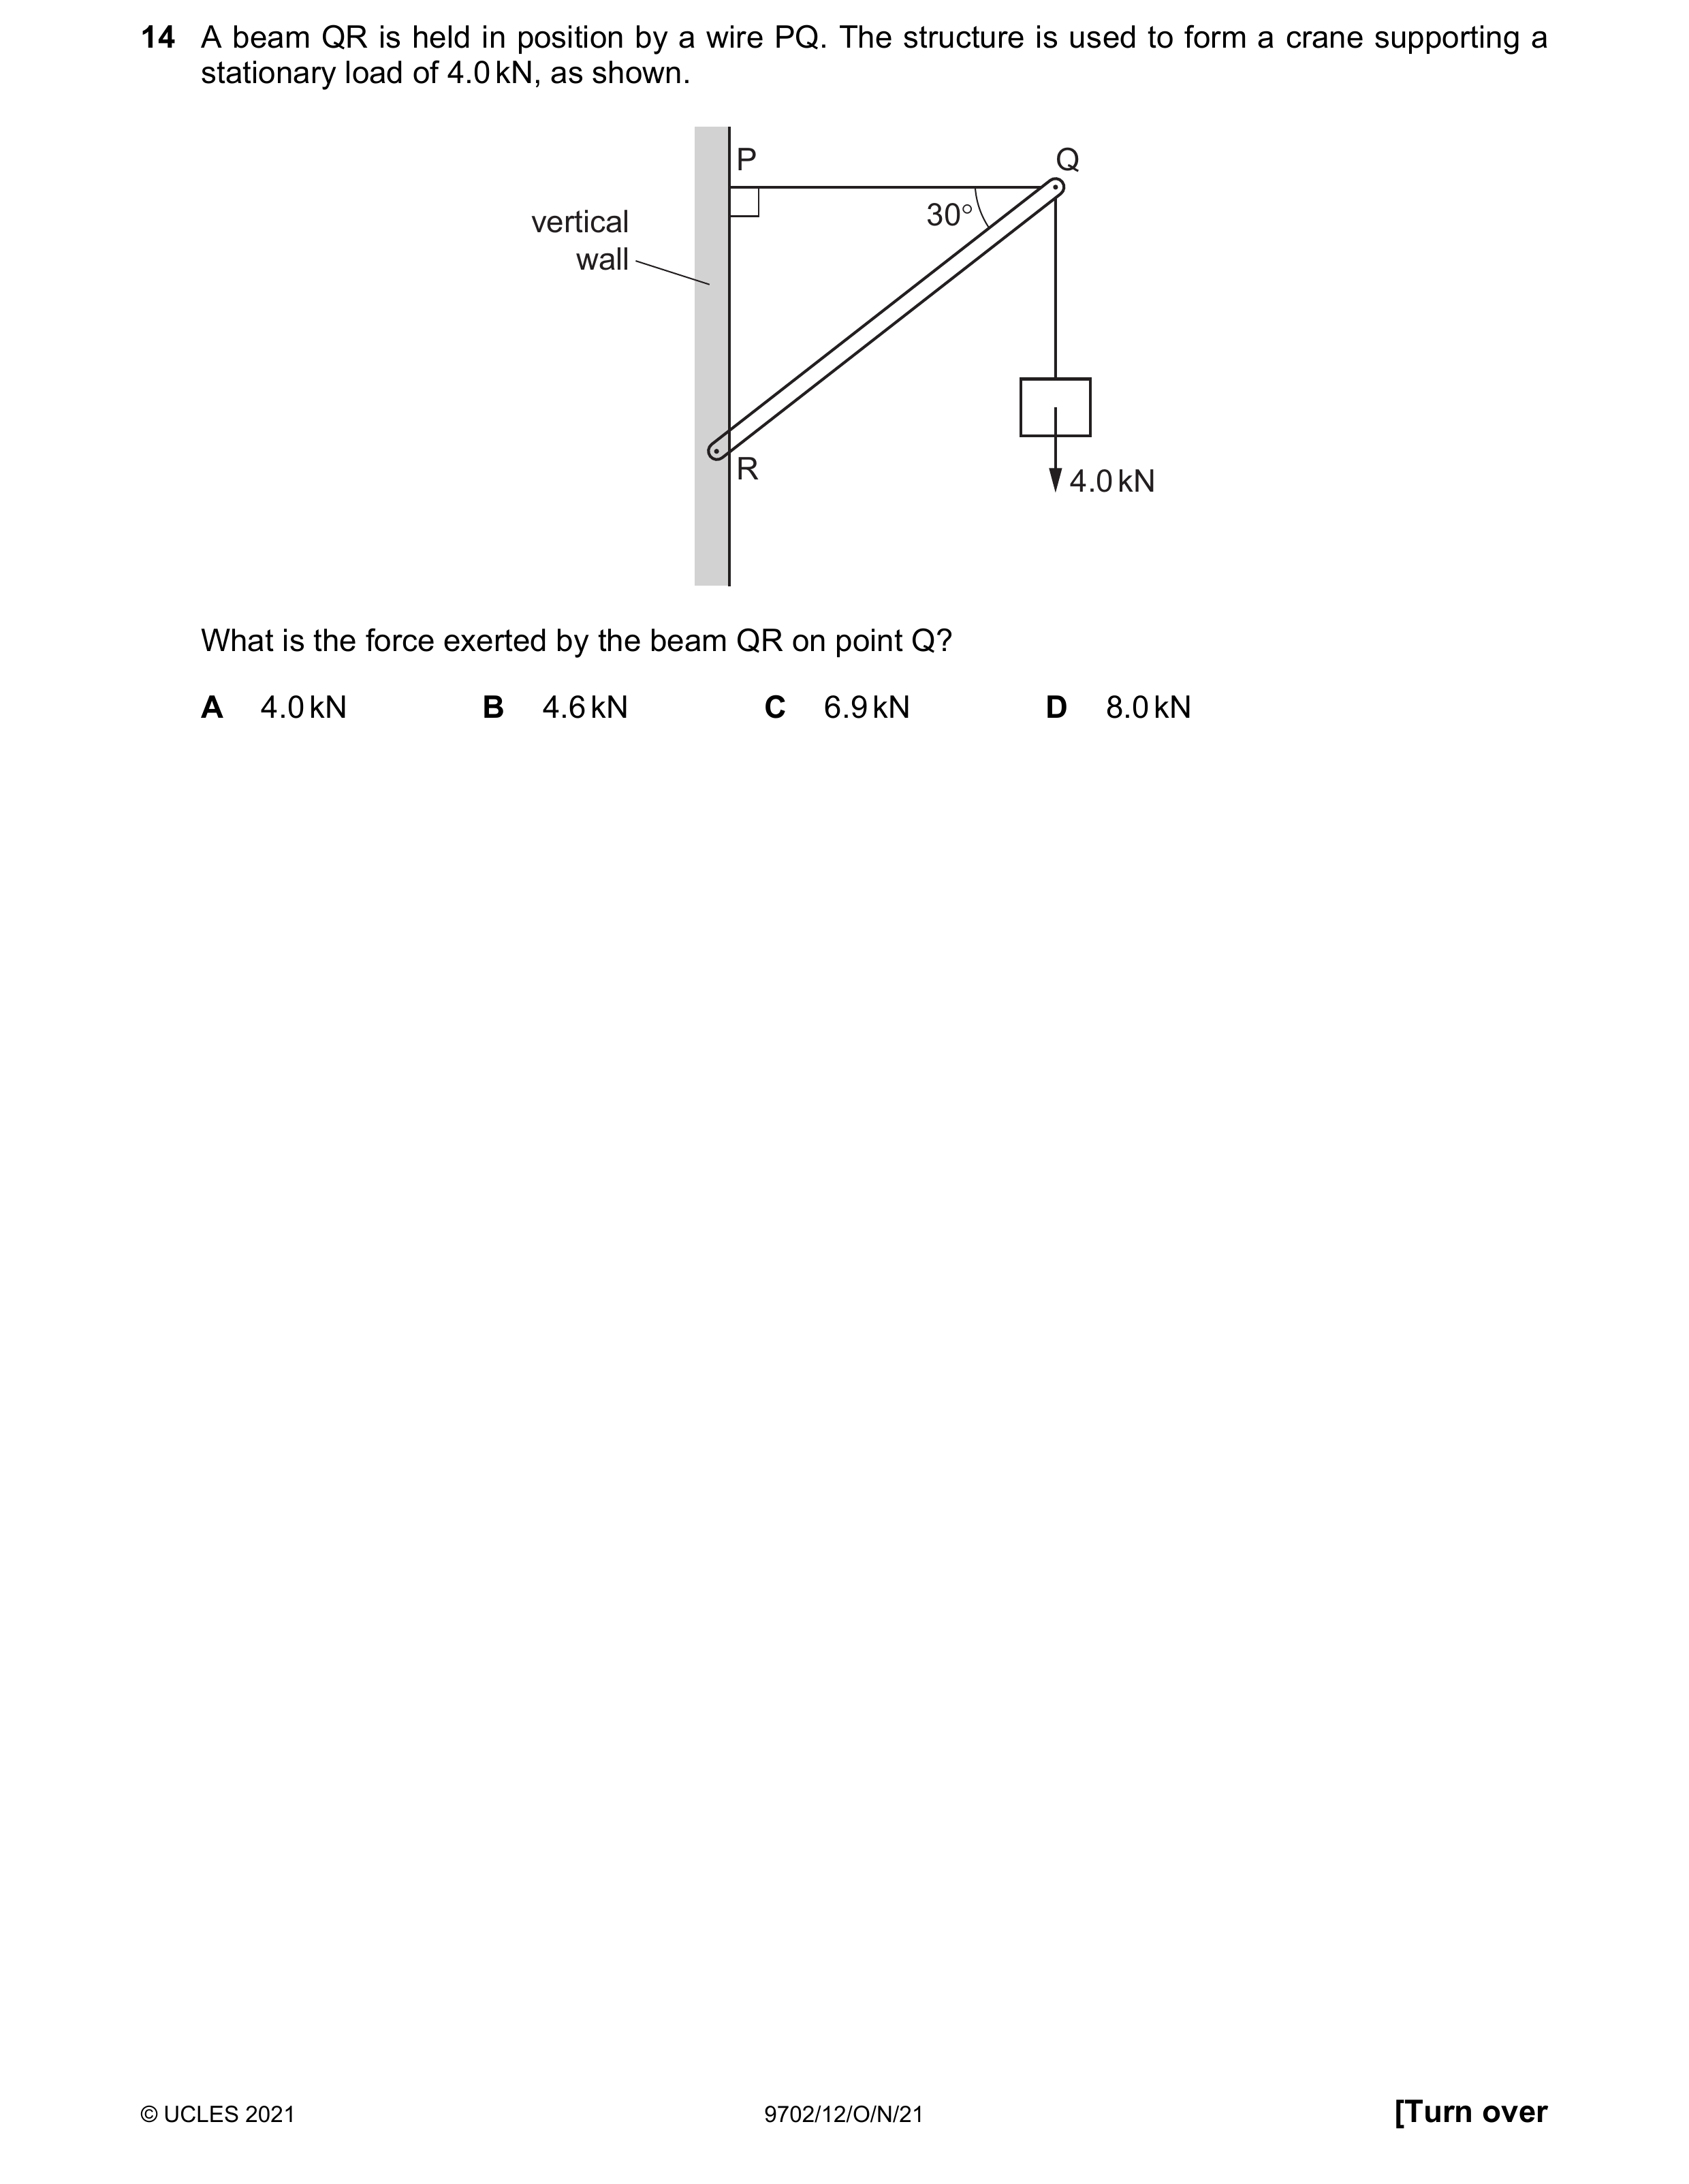 14 A beam QR is held in position by a wire PQ. The structure is used to form a crane supporting a
stationary load of 4.0 kN, as shown.
P
Q
30°
vertical
wall
R
4.0 kN
What is the force exerted by the beam QR on point Q?
A 4.0 kN B 4.6 kN C 6.9 kN D 8.0 kN
© UCLES 2021 9702/12/O/N/21 [Turn over